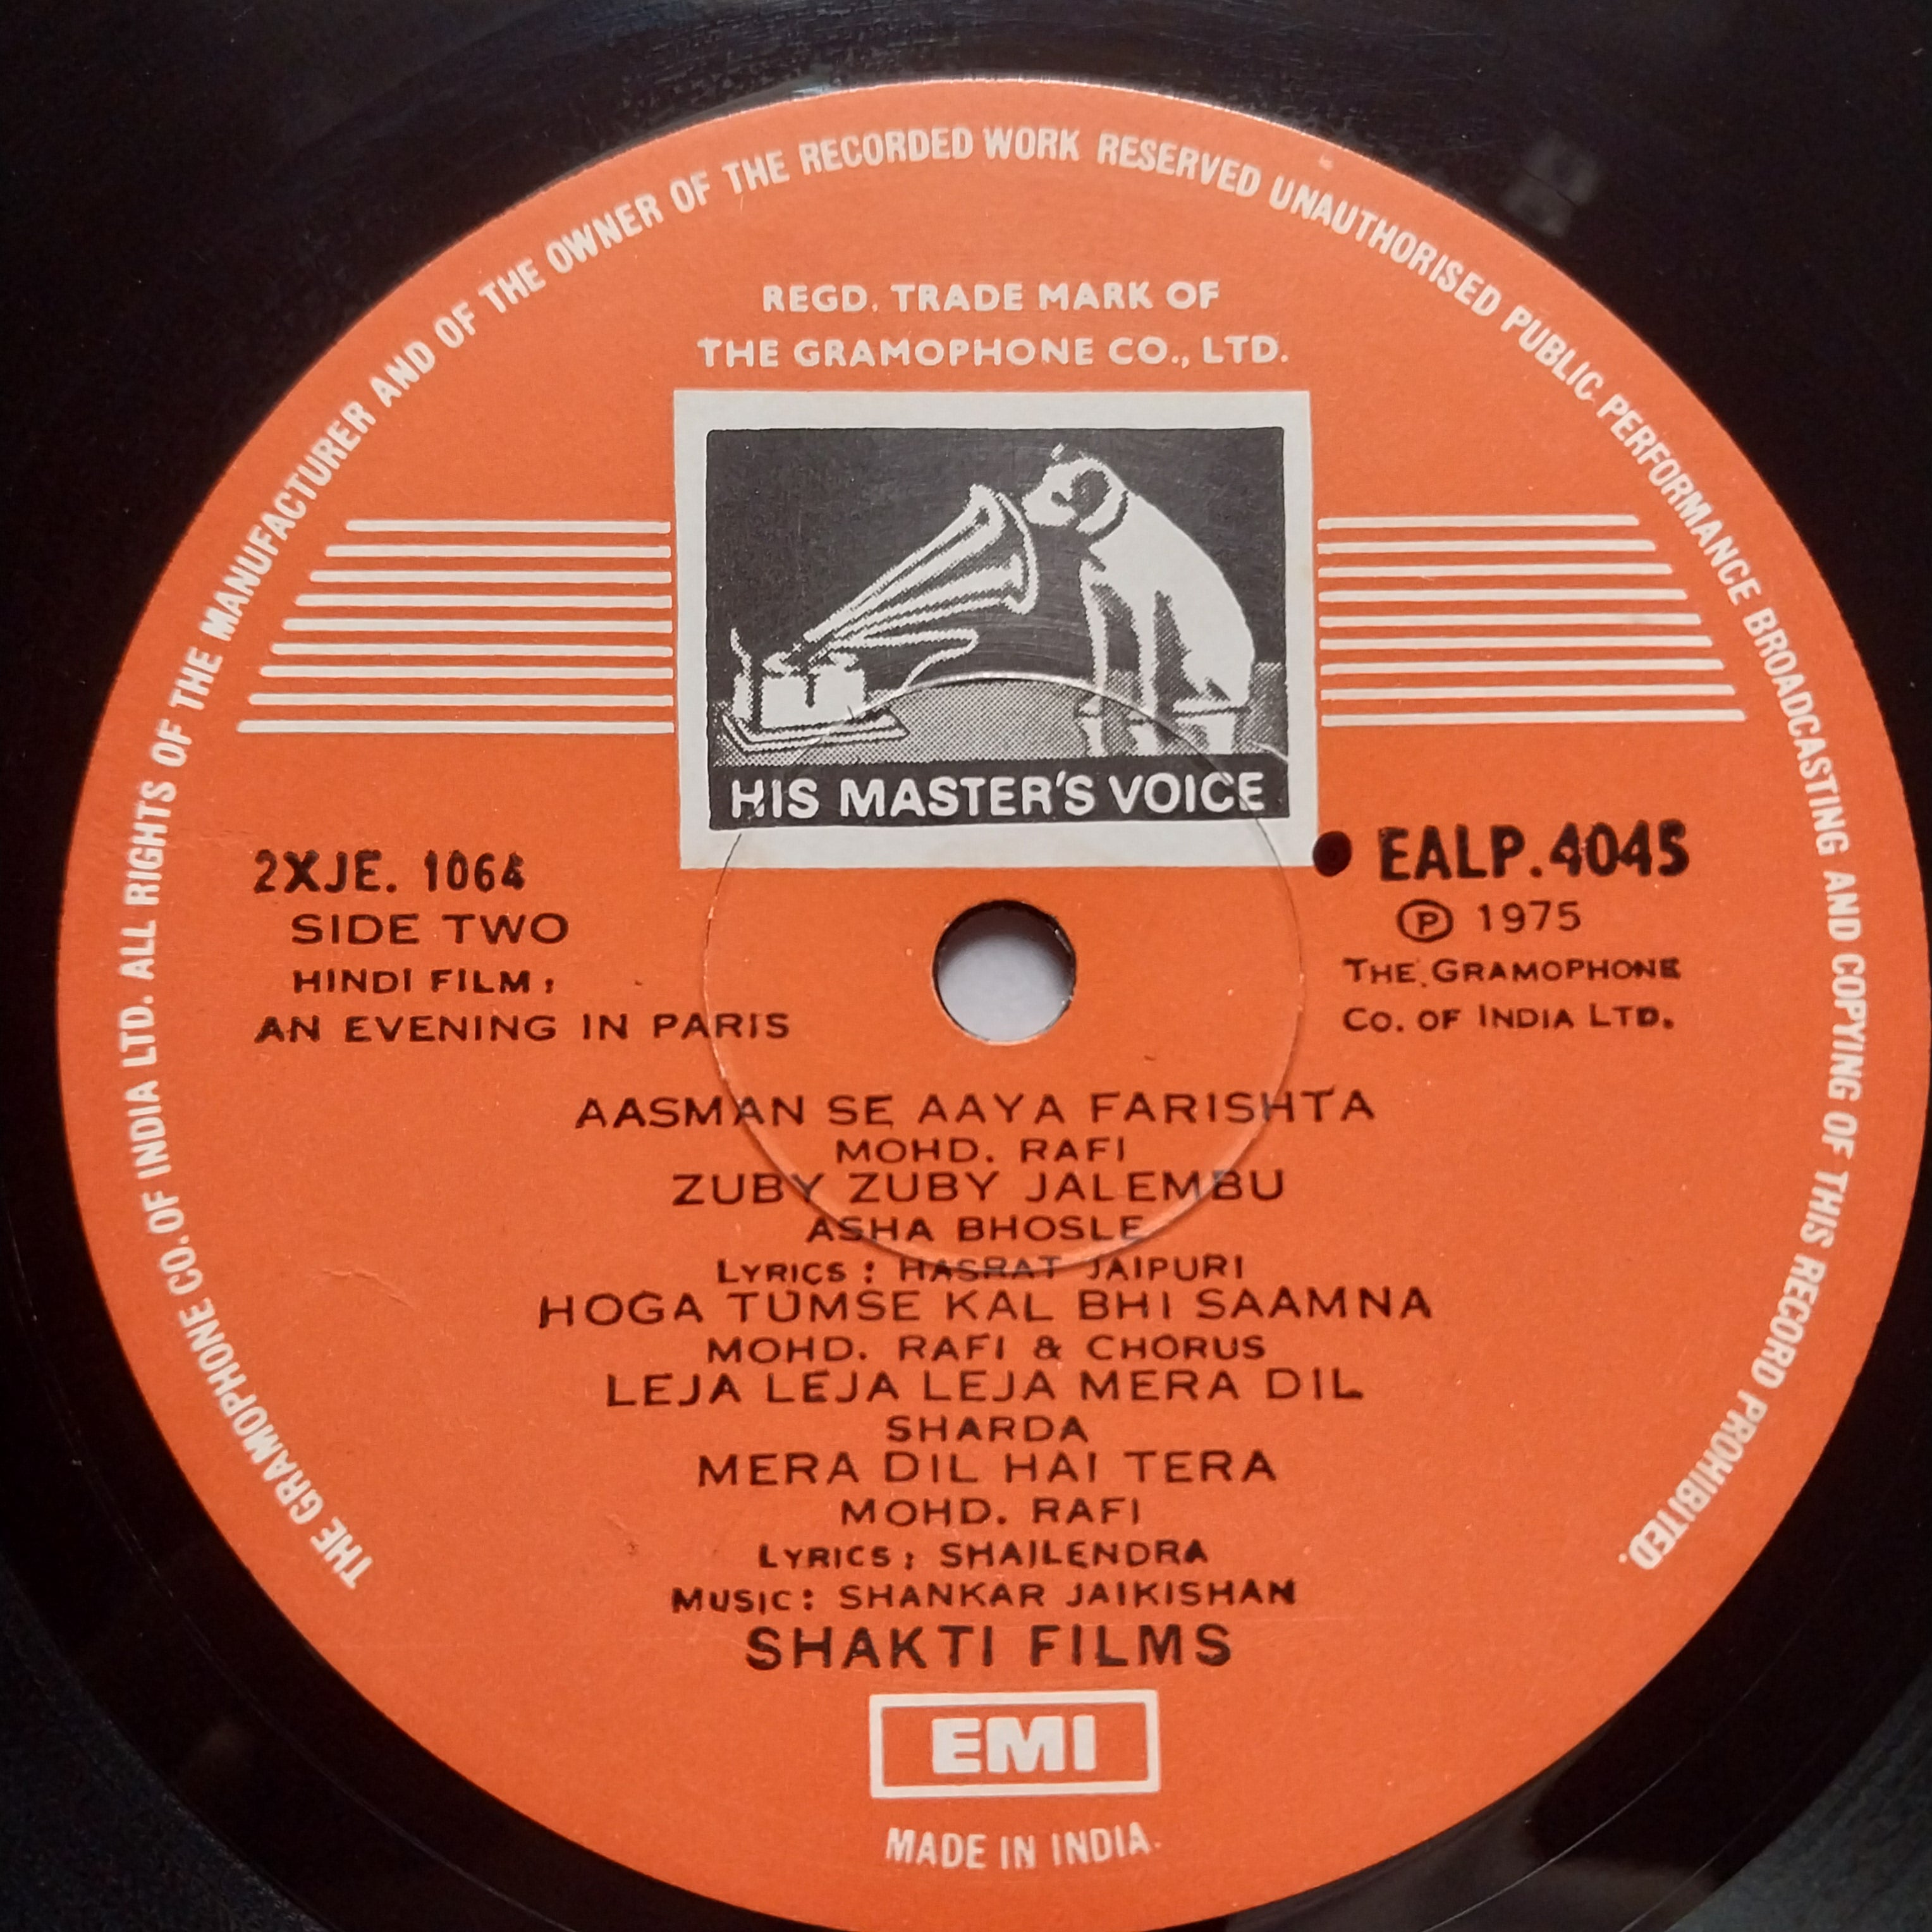 THE GRAMOPHONE CO. OF INDIA LTD. ALL RIGHTS OF THE MANUFACTURER AND OF THE OWNER OF THE RECORDED WORK RESERVED UNAUTHORISED PUBLIC PERFORMANCE BROADCASTING AND COPYING OF THIS RECORD PROHIBITED.
REGD. TRADE MARK OF
THE GRAMOPHONE CO., LTD.
HIS MASTER'S VOICE
2XJE. 1064
SIDE TWO
HINDI FILM :
AN EVENING IN PARIS
EALP.4045
℗ 1975
THE GRAMOPHONE
CO. OF INDIA LTD.
AASMAN SE AAYA FARISHTA
MOHD. RAFI
ZUBY ZUBY JALEMBU
ASHA BHOSLE
LYRICS : HASRAT JAIPURI
HOGA TUMSE KAL BHI SAAMNA
MOHD. RAFI & CHORUS
LEJA LEJA LEJA MERA DIL
SHARDA
MERA DIL HAI TERA
MOHD. RAFI
LYRICS : SHAILENDRA
MUSIC : SHANKAR JAIKISHAN
SHAKTI FILMS
EMI
MADE IN INDIA.